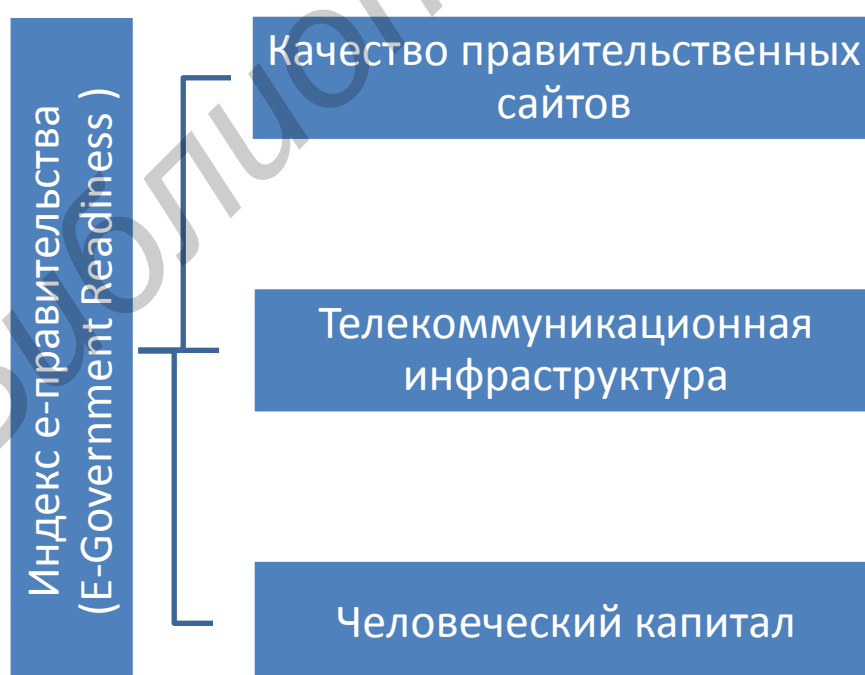 Индекс е-правительства
(E-Government Readiness )
Качество правительственных
сайтов
Телекоммуникационная
инфраструктура
Человеческий капитал